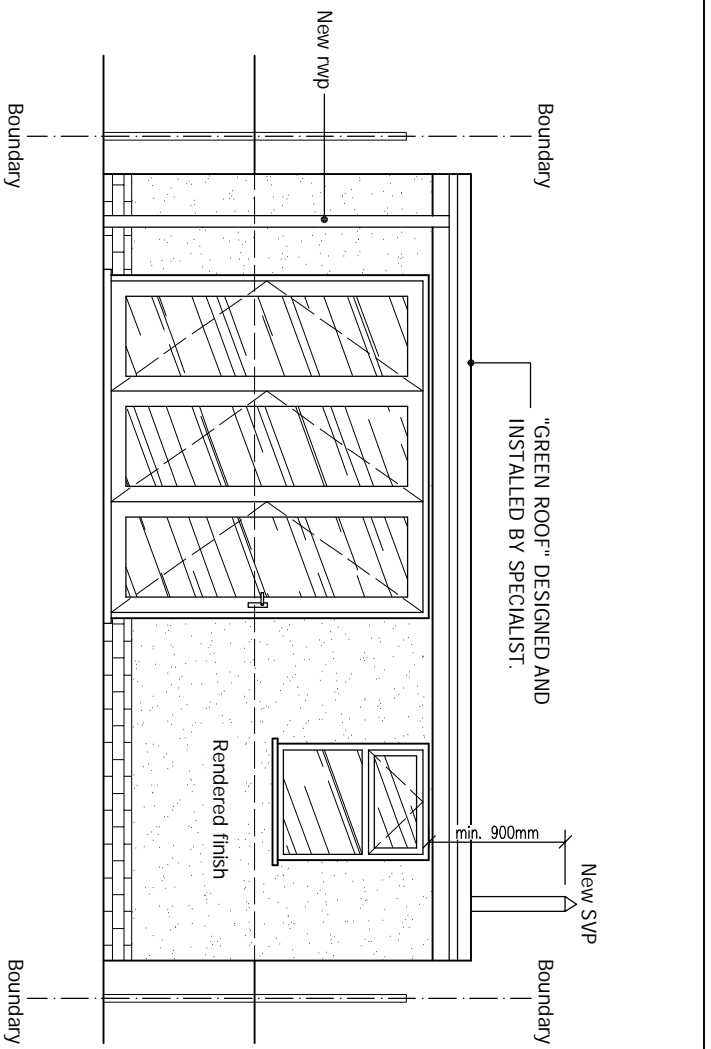 Boundary
Boundary
"GREEN ROOF" DESIGNED AND
INSTALLED BY SPECIALIST.
New SVP
min. 900mm
New rwp
Rendered finish
Boundary
Boundary